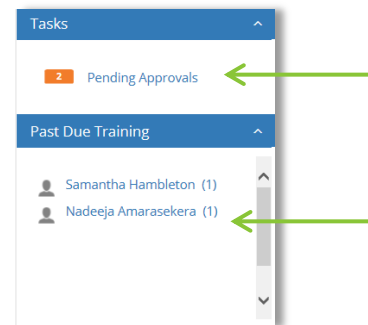 Tasks
2 Pending Approvals
Past Due Training
Samantha Hambleton (1)
Nadeeja Amarasekera (1)